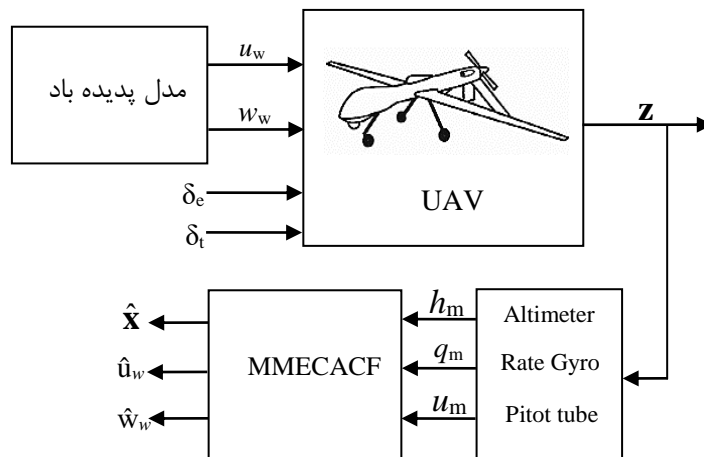 u_w
مدل پدیده باد
w_w
z
δ_e
UAV
δ_t
x̂
h_m
Altimeter
û_w
MMECACF
q_m
Rate Gyro
ŵ_w
u_m
Pitot tube